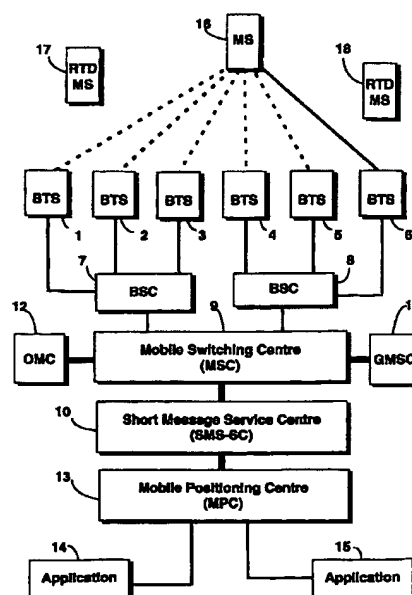 16
MS
17
RTD
MS
18
RTD
MS
BTS
BTS
BTS
BTS
BTS
BTS
1
2
3
4
5
6
7
BSC
8
BSC
12
9
1
OMC
Mobile Switching Centre
(MSC)
GMSC
10
Short Message Service Centre
(SMS-6C)
13
Mobile Positioning Centre
(MPC)
14
15
Application
Application